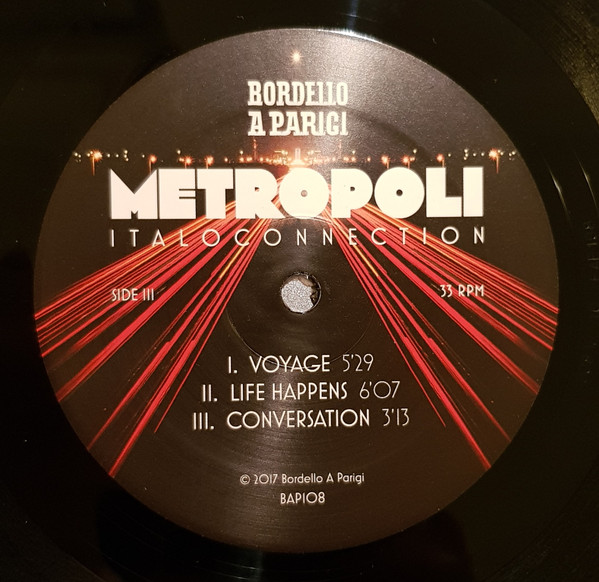 BORDELLO
A PARIGI
METROPOLI
ITALOCONNECTION
SIDE III 33 RPM
I. VOYAGE 5'29
II. LIFE HAPPENS 6'07
III. CONVERSATION 3'13
© 2017 Bordello A Parigi
BAP108